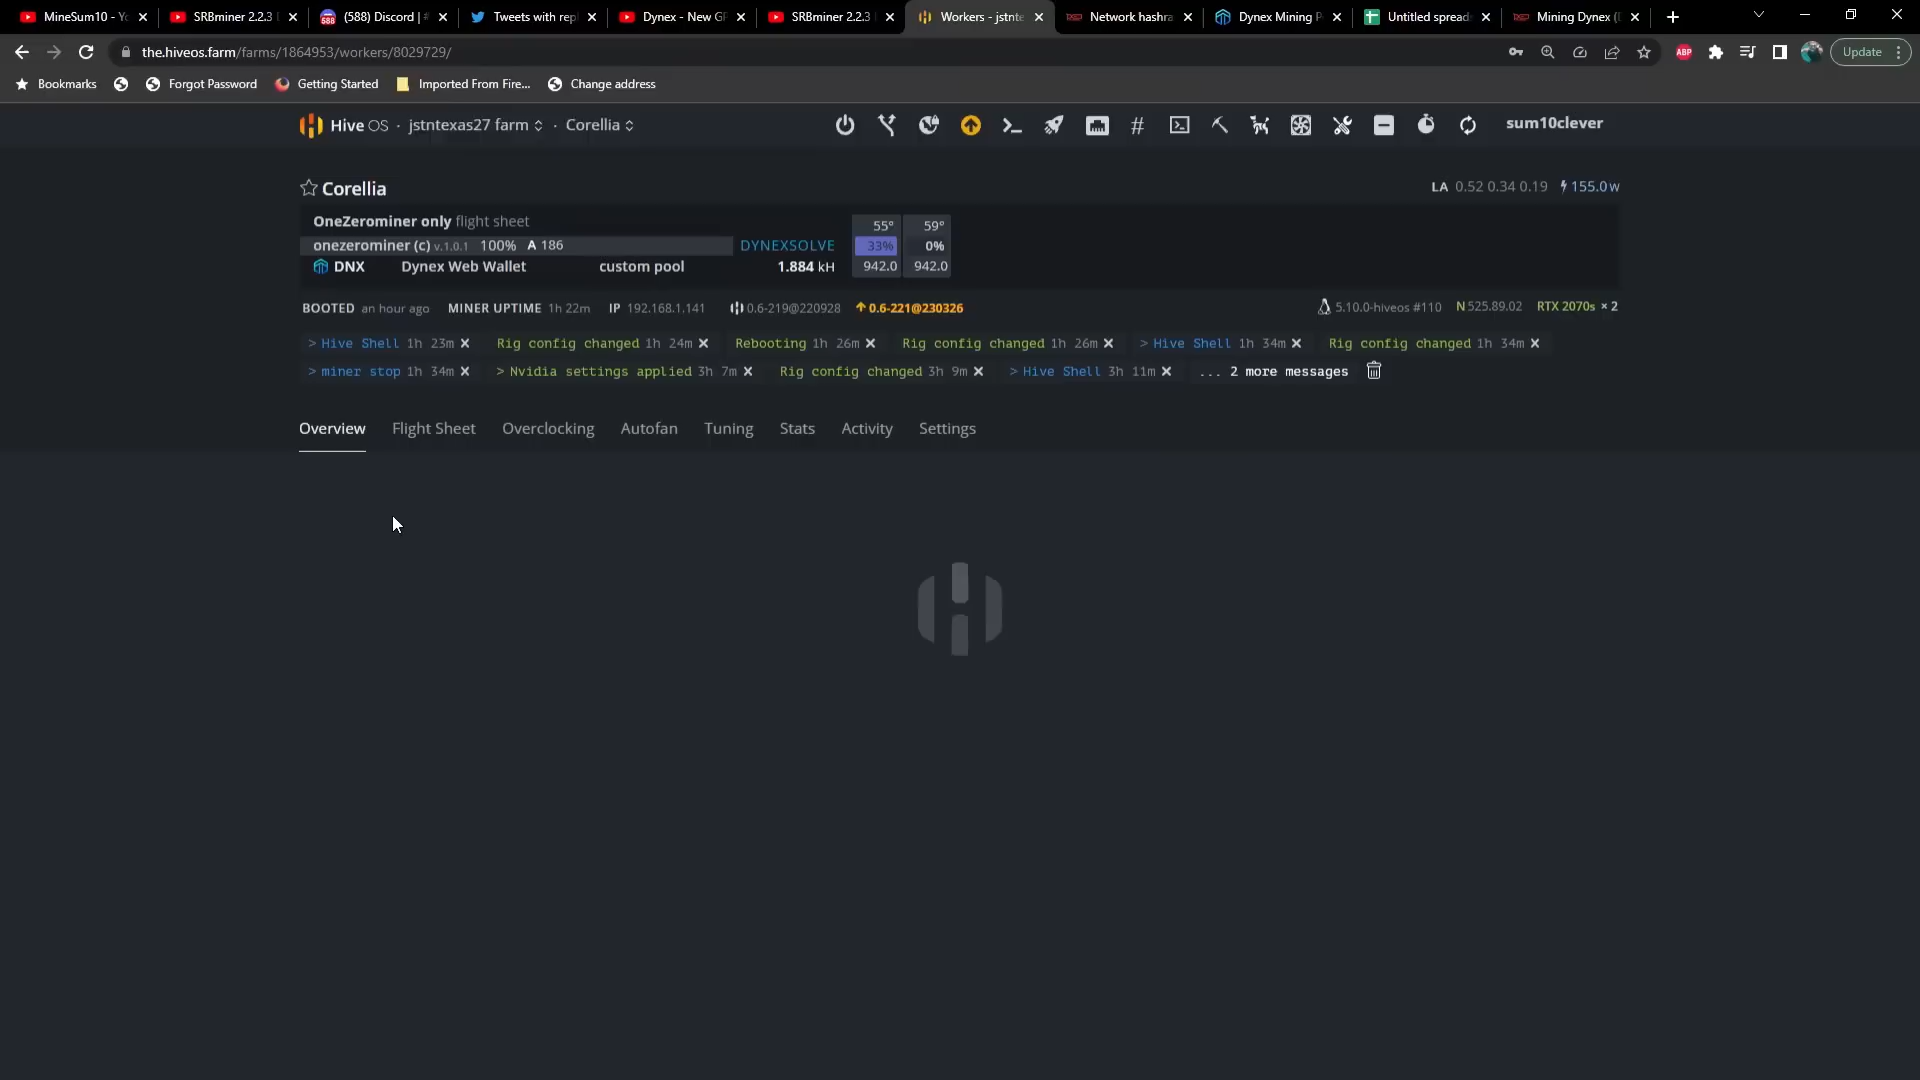 MineSum10 - Yo
SRBminer 2.2.3
(588) Discord | #
Tweets with repl
Dynex - New GP
SRBminer 2.2.3
Workers - jstnte
Network hashra
Dynex Mining P
Untitled spread
Mining Dynex (
the.hiveos.farm/farms/1864953/workers/8029729/
ABP
Update
Bookmarks
Forgot Password
Getting Started
Imported From Fire...
Change address
Hive OS · jstntexas27 farm · Corellia
sum10clever
Corellia
LA 0.52 0.34 0.19 155.0 w
OneZerominer only flight sheet
55° 59°
onezerominer (c) v.1.0.1 100% A 186 DYNEXSOLVE 33% 0%
DNX Dynex Web Wallet custom pool 1.884 kH 942.0 942.0
BOOTED an hour ago MINER UPTIME 1h 22m IP 192.168.1.141 0.6-219@220928 0.6-221@230326 5.10.0-hiveos #110 N 525.89.02 RTX 2070s × 2
> Hive Shell 1h 23m × Rig config changed 1h 24m × Rebooting 1h 26m × Rig config changed 1h 26m × > Hive Shell 1h 34m × Rig config changed 1h 34m ×
> miner stop 1h 34m × > Nvidia settings applied 3h 7m × Rig config changed 3h 9m × > Hive Shell 3h 11m × ... 2 more messages
Overview Flight Sheet Overclocking Autofan Tuning Stats Activity Settings